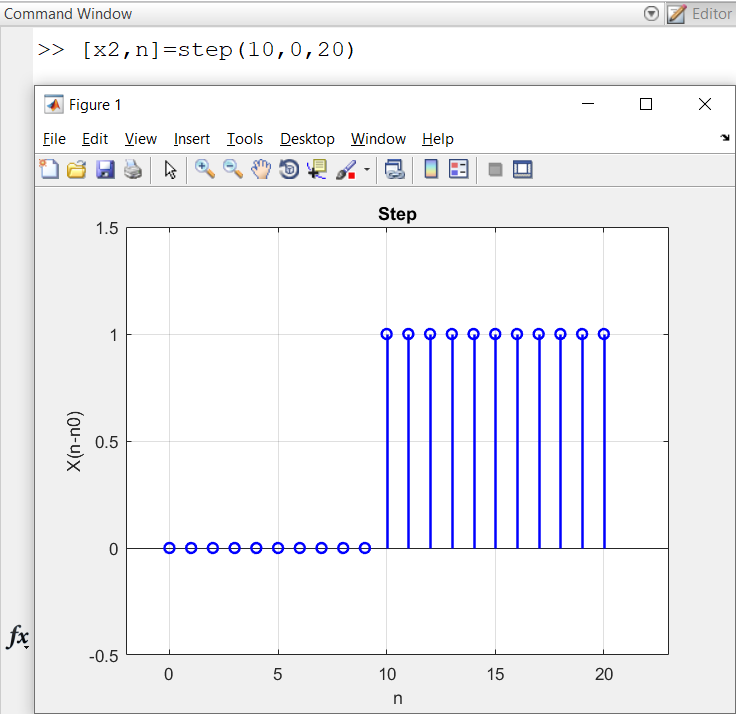 Command Window
Editor
>> [x2,n]=step(10,0,20)
Figure 1
File Edit View Insert Tools Desktop Window Help
Step
1.5
1
0.5
0
-0.5
X(n-n0)
0 5 10 15 20
n
fx